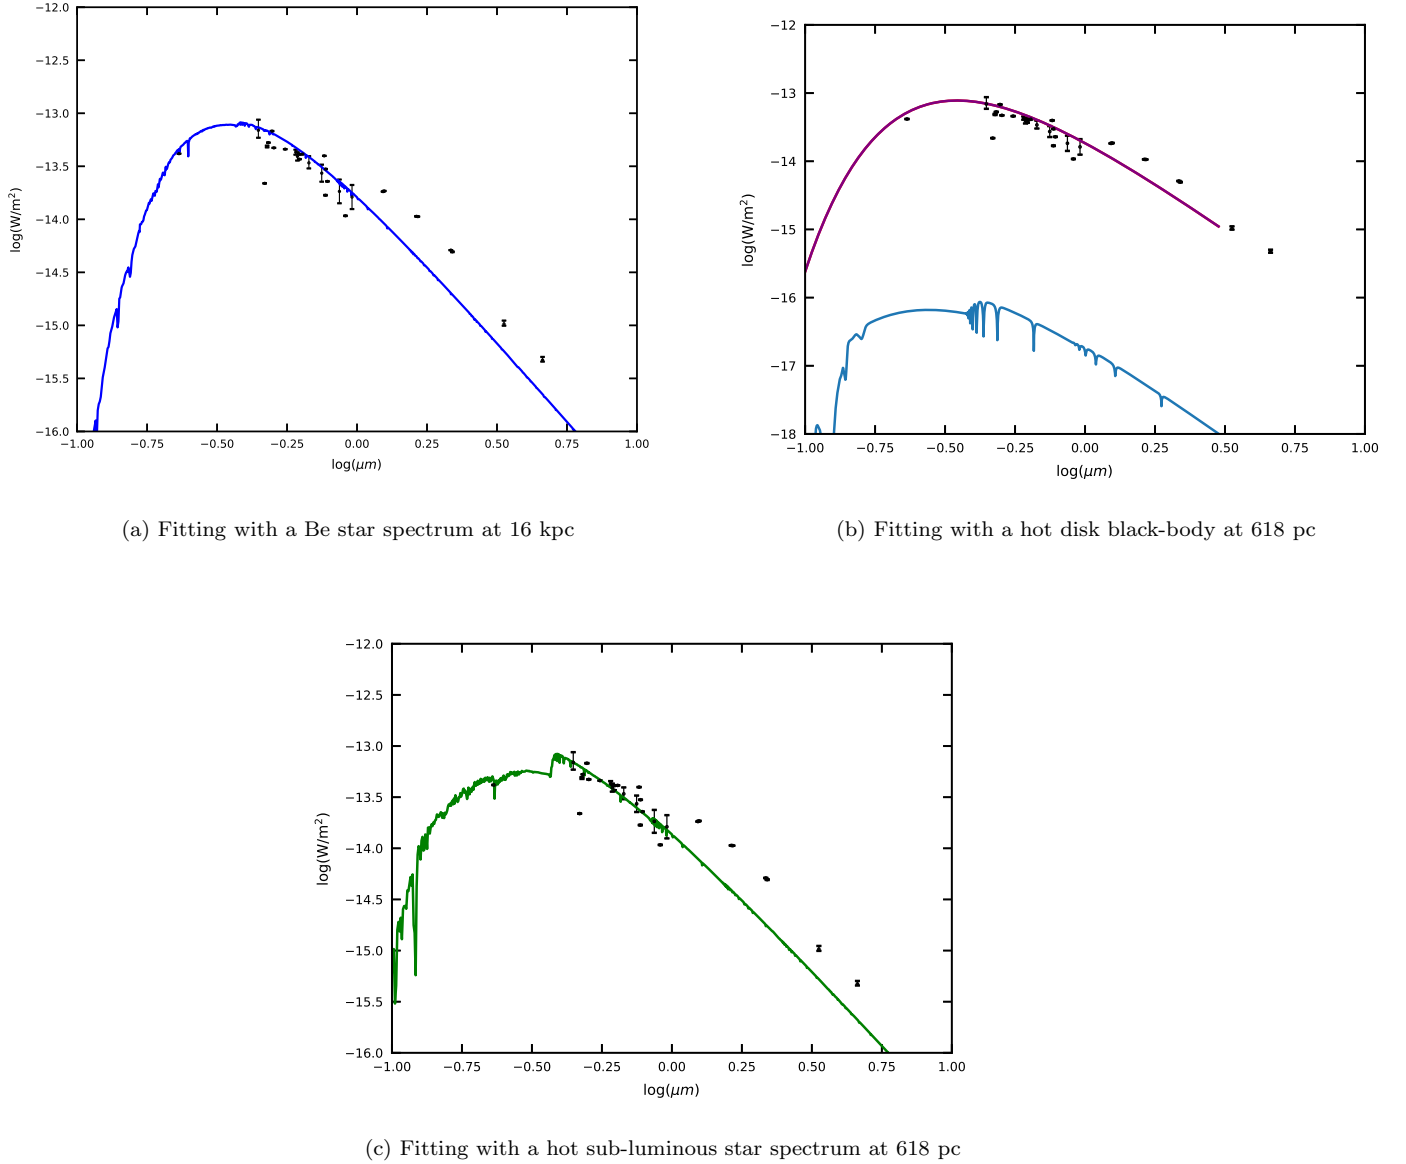 −12.0
−12.5
−13.0
−13.5
−14.0
−14.5
−15.0
−15.5
−16.0
log(W/m²)
−1.00 −0.75 −0.50 −0.25 0.00 0.25 0.50 0.75 1.00
log(μm)
(a) Fitting with a Be star spectrum at 16 kpc
−12
−13
−14
−15
−16
−17
−18
log(W/m²)
−1.00 −0.75 −0.50 −0.25 0.00 0.25 0.50 0.75 1.00
log(μm)
(b) Fitting with a hot disk black-body at 618 pc
−12.0
−12.5
−13.0
−13.5
−14.0
−14.5
−15.0
−15.5
−16.0
log(W/m²)
−1.00 −0.75 −0.50 −0.25 0.00 0.25 0.50 0.75 1.00
log(μm)
(c) Fitting with a hot sub-luminous star spectrum at 618 pc